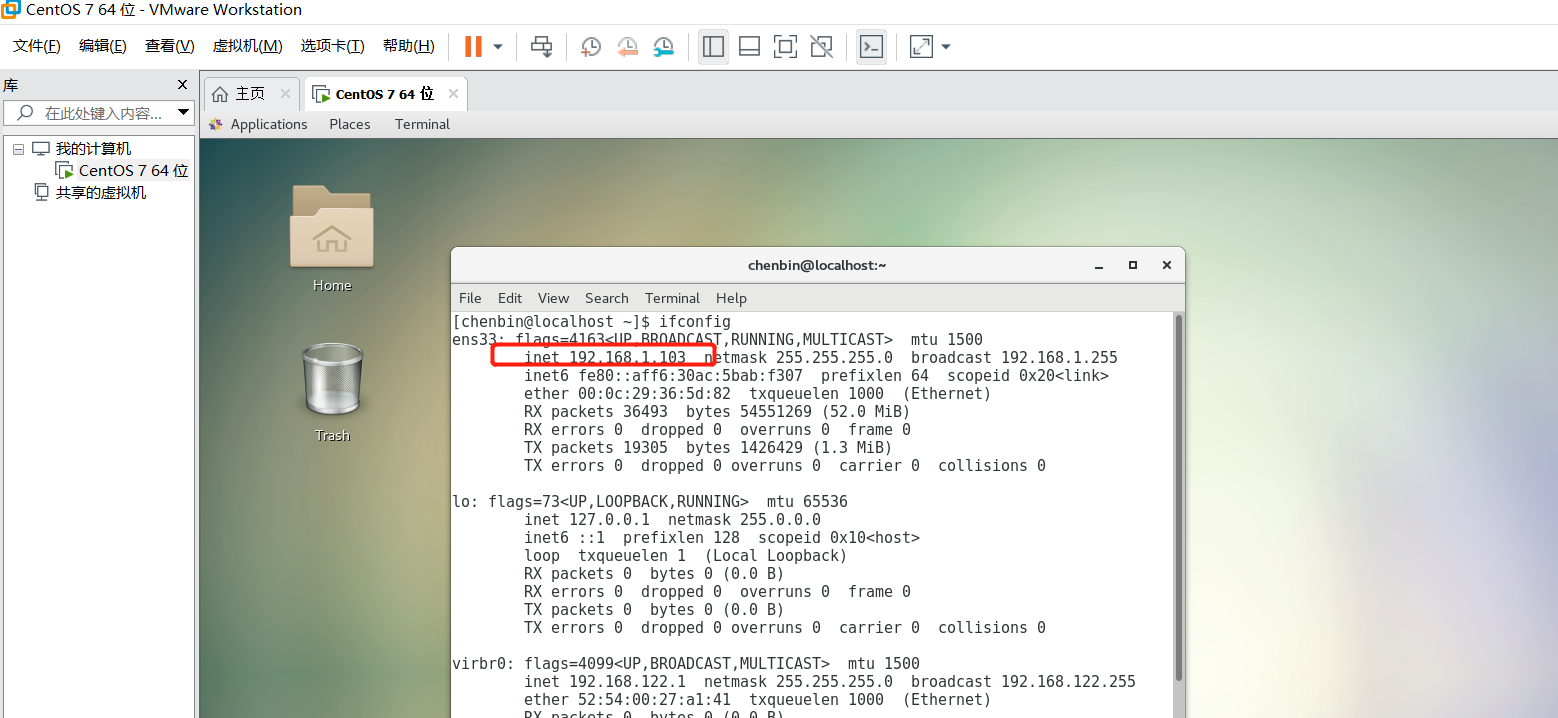 CentOS 7 64 位 - VMware Workstation
文件(F) 编辑(E) 查看(V) 虚拟机(M) 选项卡(T) 帮助(H)
库
在此处键入内容...
我的计算机
CentOS 7 64 位
共享的虚拟机
主页 CentOS 7 64 位
Applications Places Terminal
Home
Trash
chenbin@localhost:~
File Edit View Search Terminal Help
[chenbin@localhost ~]$ ifconfig
ens33: flags=4163<UP,BROADCAST,RUNNING,MULTICAST>  mtu 1500
        inet 192.168.1.103  netmask 255.255.255.0  broadcast 192.168.1.255
        inet6 fe80::aff6:30ac:5bab:f307  prefixlen 64  scopeid 0x20<link>
        ether 00:0c:29:36:5d:82  txqueuelen 1000  (Ethernet)
        RX packets 36493  bytes 54551269 (52.0 MiB)
        RX errors 0  dropped 0  overruns 0  frame 0
        TX packets 19305  bytes 1426429 (1.3 MiB)
        TX errors 0  dropped 0 overruns 0  carrier 0  collisions 0
lo: flags=73<UP,LOOPBACK,RUNNING>  mtu 65536
        inet 127.0.0.1  netmask 255.0.0.0
        inet6 ::1  prefixlen 128  scopeid 0x10<host>
        loop  txqueuelen 1  (Local Loopback)
        RX packets 0  bytes 0 (0.0 B)
        RX errors 0  dropped 0  overruns 0  frame 0
        TX packets 0  bytes 0 (0.0 B)
        TX errors 0  dropped 0 overruns 0  carrier 0  collisions 0
virbr0: flags=4099<UP,BROADCAST,MULTICAST>  mtu 1500
        inet 192.168.122.1  netmask 255.255.255.0  broadcast 192.168.122.255
        ether 52:54:00:27:a1:41  txqueuelen 1000  (Ethernet)
        RX packets 0  bytes 0 (0.0 B)